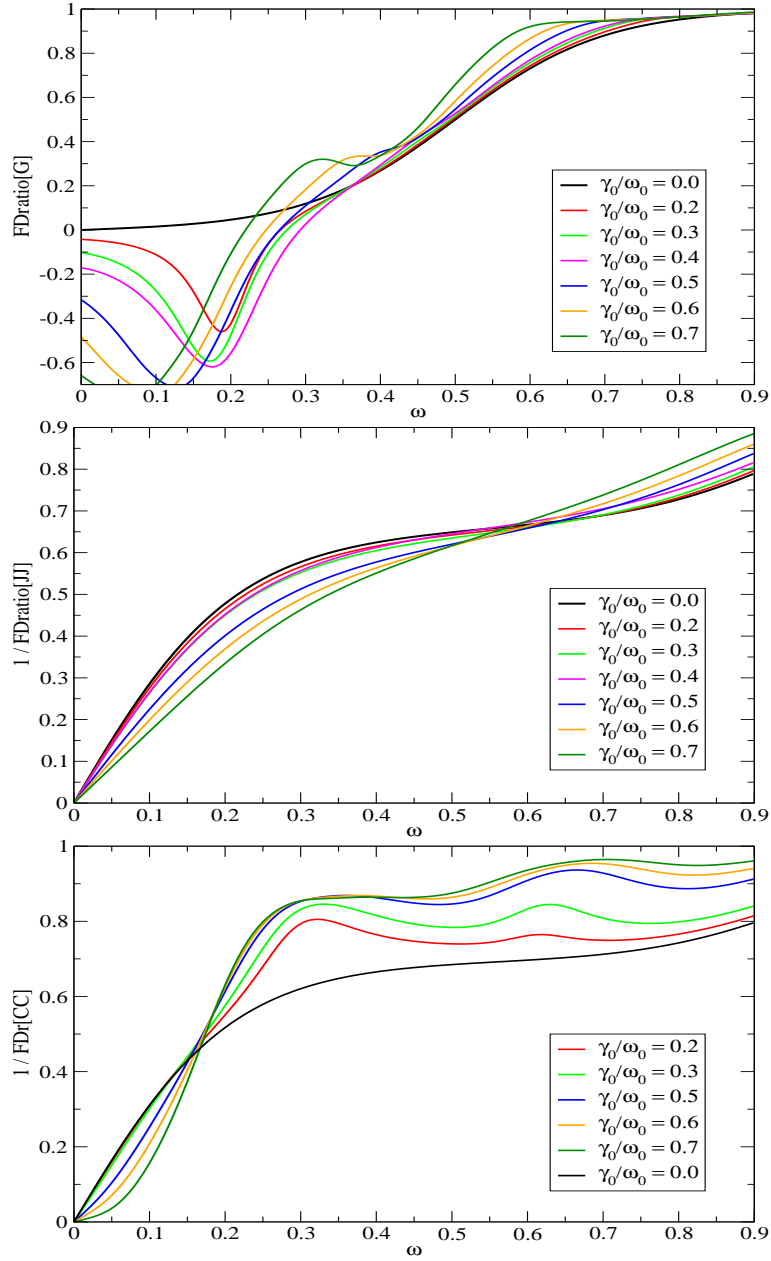 1
0.8
0.6
0.4
0.2
0
-0.2
-0.4
-0.6
FDratio[G]
γ₀/ω₀ = 0.0
γ₀/ω₀ = 0.2
γ₀/ω₀ = 0.3
γ₀/ω₀ = 0.4
γ₀/ω₀ = 0.5
γ₀/ω₀ = 0.6
γ₀/ω₀ = 0.7
0 0.1 0.2 0.3 0.4 0.5 0.6 0.7 0.8 0.9
ω
0.9
0.8
0.7
0.6
0.5
0.4
0.3
0.2
0.1
0
1 / FDratio[JJ]
γ₀/ω₀ = 0.0
γ₀/ω₀ = 0.2
γ₀/ω₀ = 0.3
γ₀/ω₀ = 0.4
γ₀/ω₀ = 0.5
γ₀/ω₀ = 0.6
γ₀/ω₀ = 0.7
0 0.1 0.2 0.3 0.4 0.5 0.6 0.7 0.8 0.9
ω
1
0.8
0.6
0.4
0.2
0
1 / FDr[CC]
γ₀/ω₀ = 0.2
γ₀/ω₀ = 0.3
γ₀/ω₀ = 0.5
γ₀/ω₀ = 0.6
γ₀/ω₀ = 0.7
γ₀/ω₀ = 0.0
0 0.1 0.2 0.3 0.4 0.5 0.6 0.7 0.8 0.9
ω